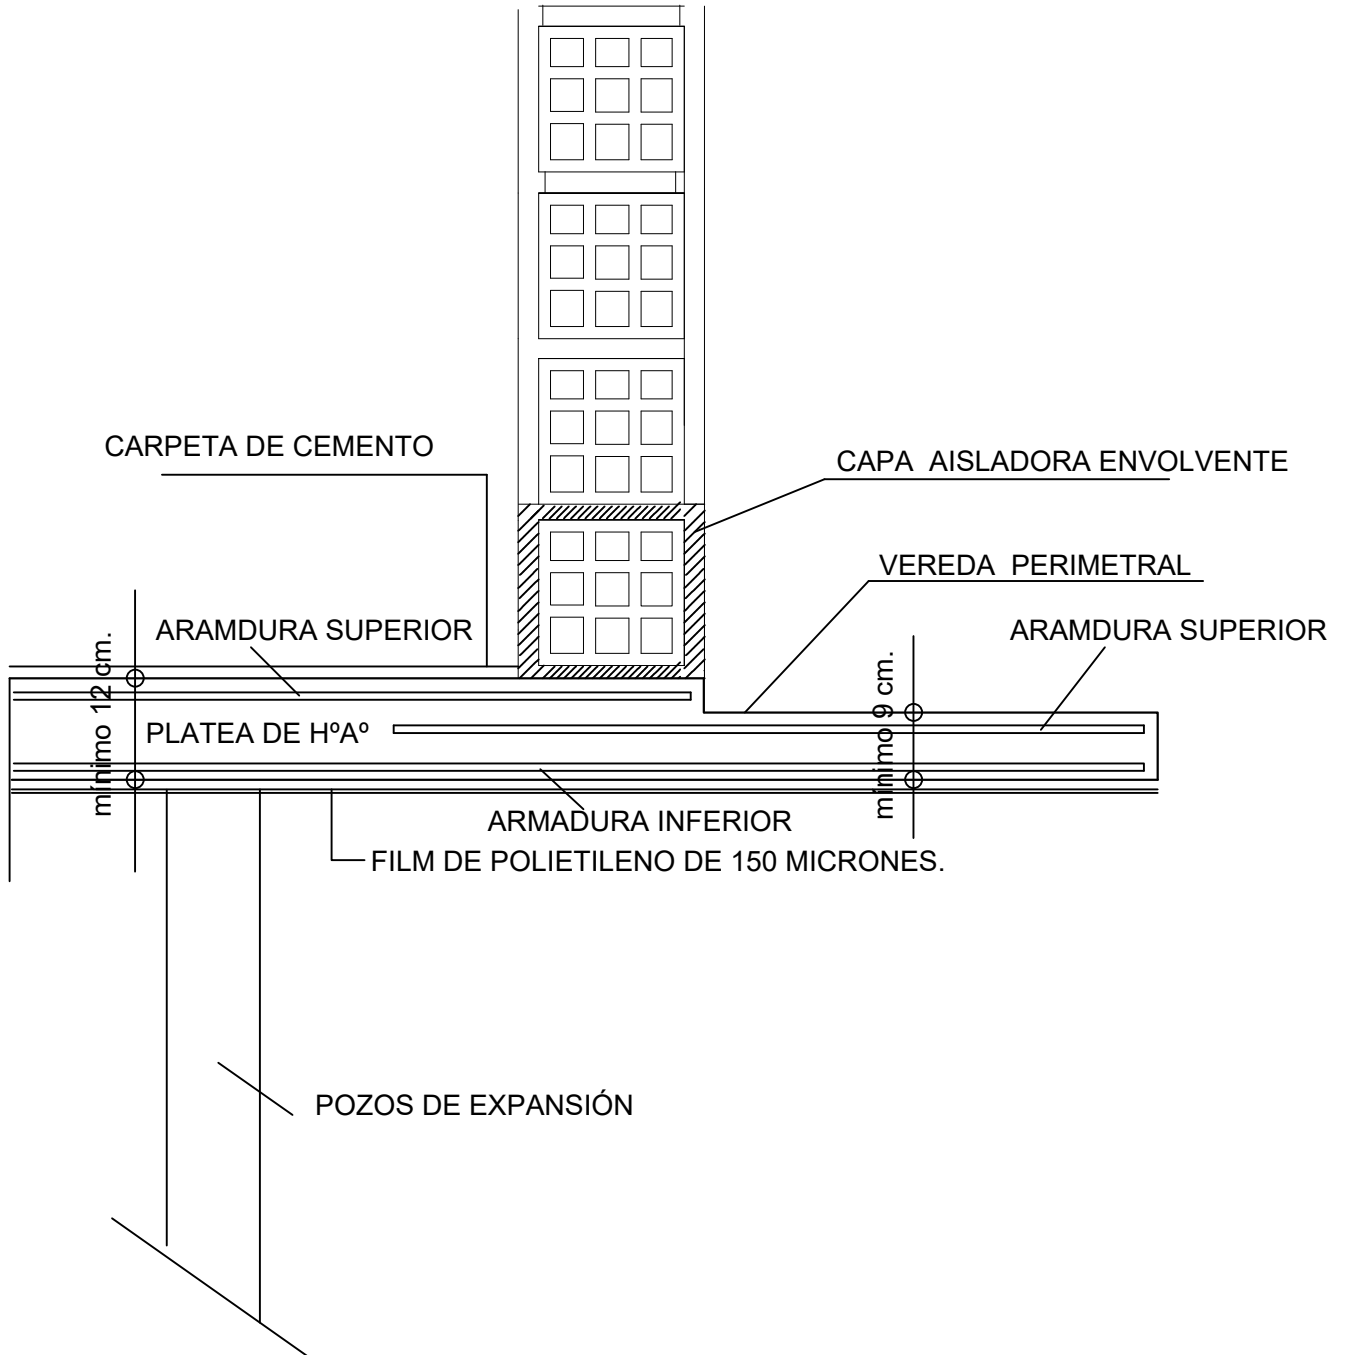 CARPETA DE CEMENTO
CAPA AISLADORA ENVOLVENTE
VEREDA PERIMETRAL
ARAMDURA SUPERIOR
ARAMDURA SUPERIOR
mínimo 12 cm.
PLATEA DE HºAº
mínimo 9 cm.
ARMADURA INFERIOR
FILM DE POLIETILENO DE 150 MICRONES.
POZOS DE EXPANSIÓN